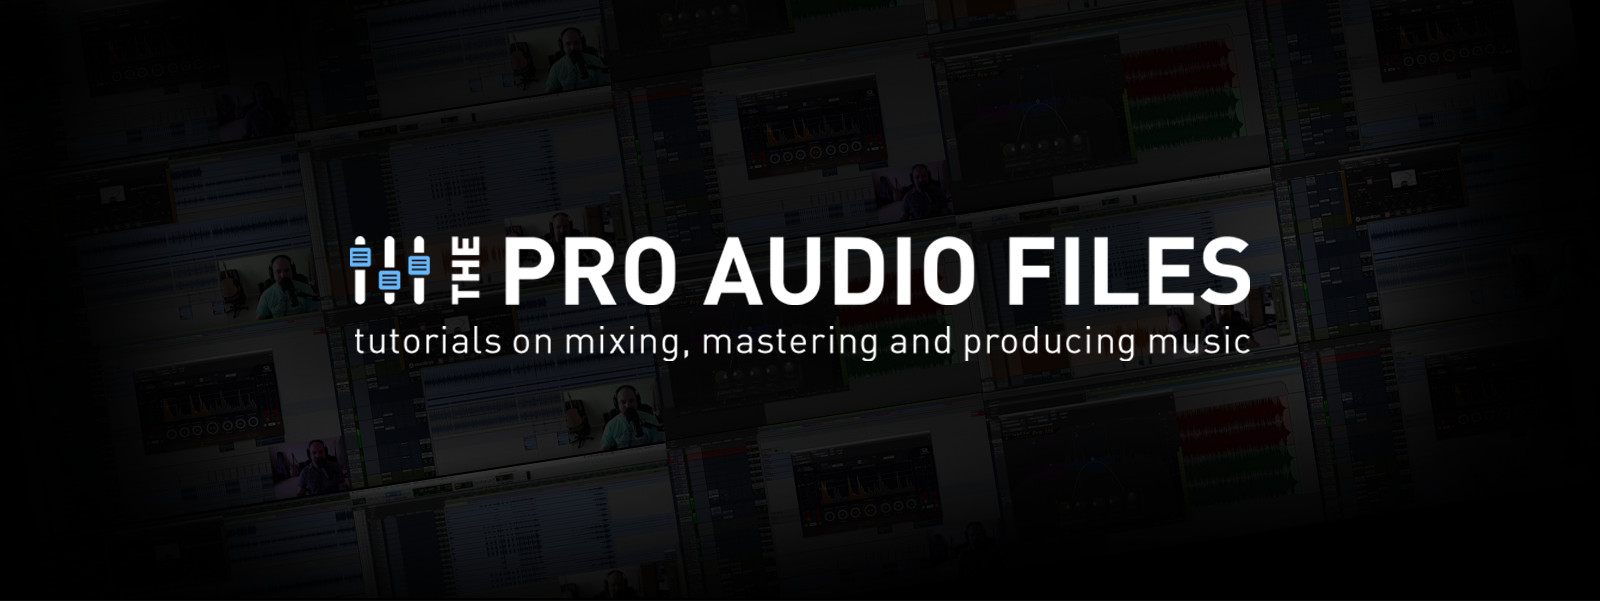 THE PRO AUDIO FILES
tutorials on mixing, mastering and producing music